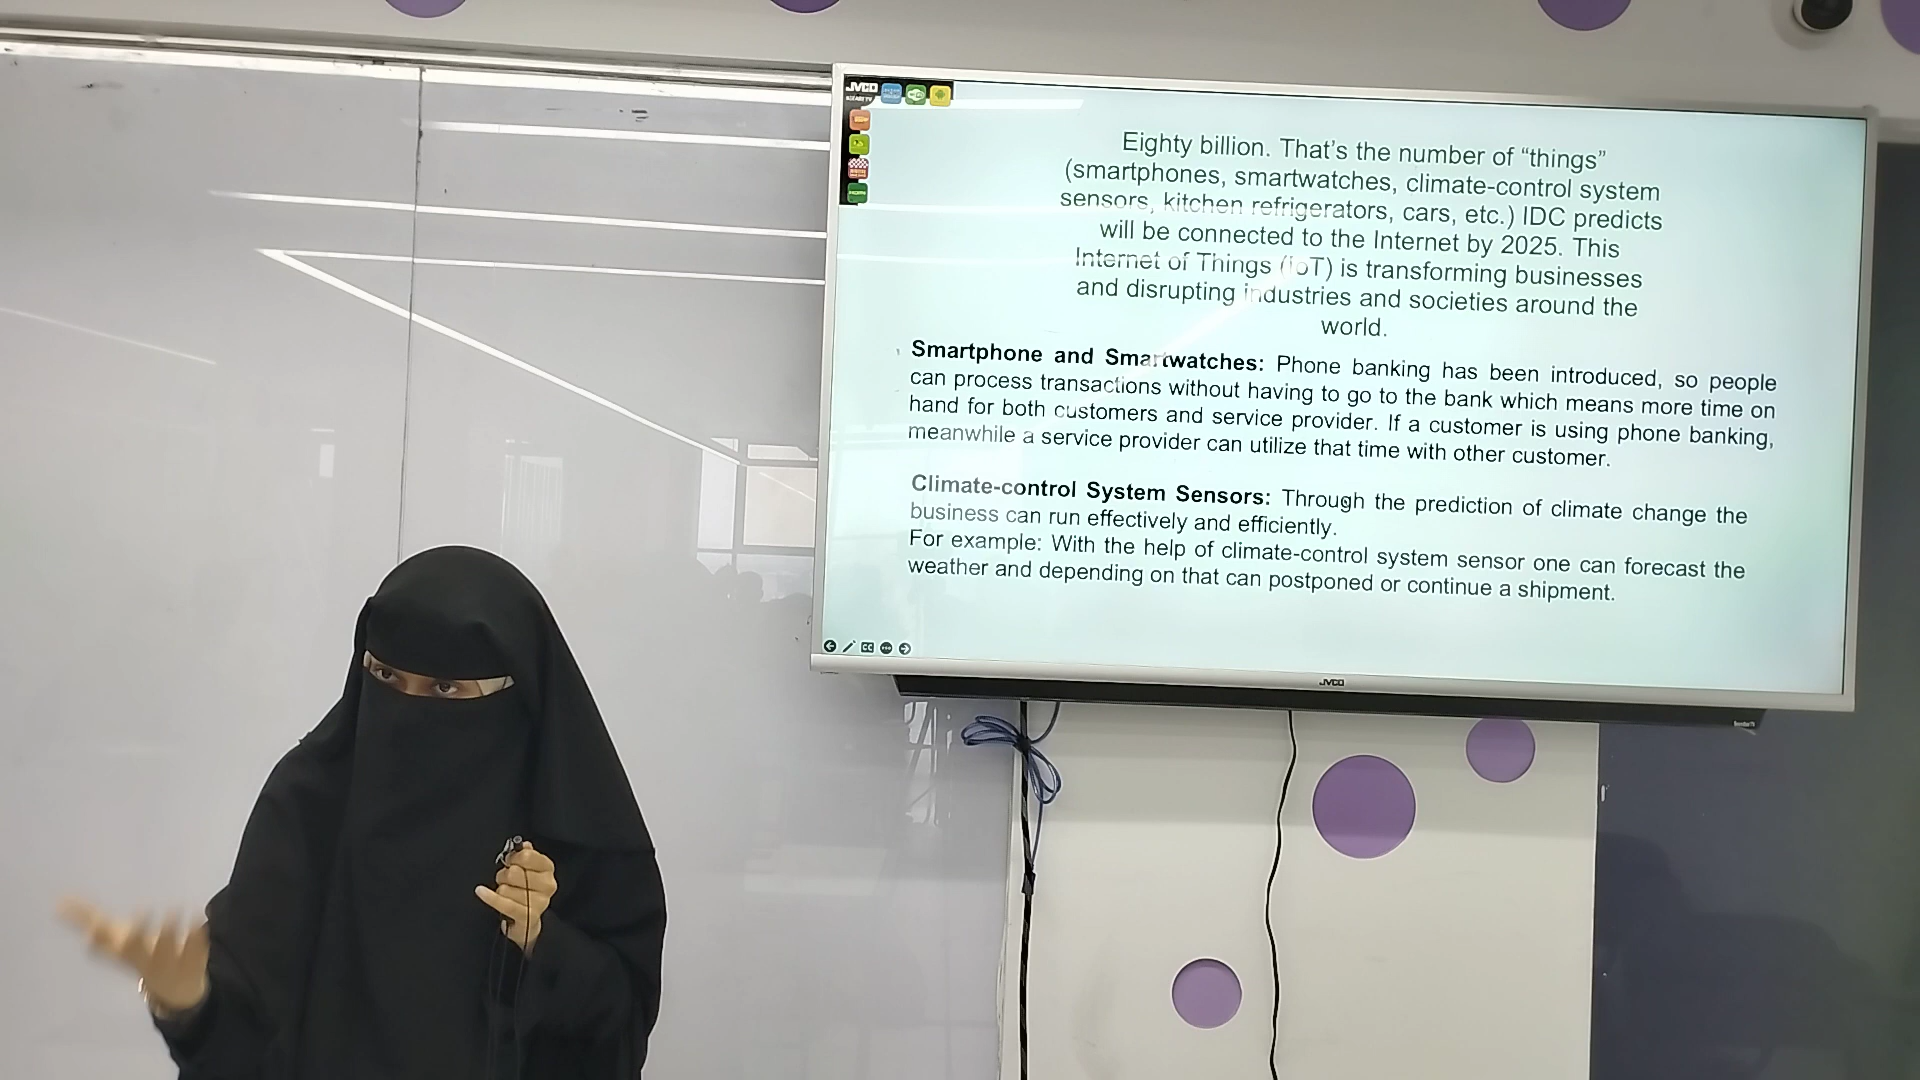 JVCO
Eighty billion. That's the number of “things”
(smartphones, smartwatches, climate-control system
sensors, kitchen refrigerators, cars, etc.) IDC predicts
will be connected to the Internet by 2025. This
Internet of Things (IoT) is transforming businesses
and disrupting industries and societies around the
world.
Smartphone and Smartwatches: Phone banking has been introduced, so people
can process transactions without having to go to the bank which means more time on
hand for both customers and service provider. If a customer is using phone banking,
meanwhile a service provider can utilize that time with other customer.
Climate-control System Sensors: Through the prediction of climate change the
business can run effectively and efficiently.
For example: With the help of climate-control system sensor one can forecast the
weather and depending on that can postponed or continue a shipment.
CC
JVCO